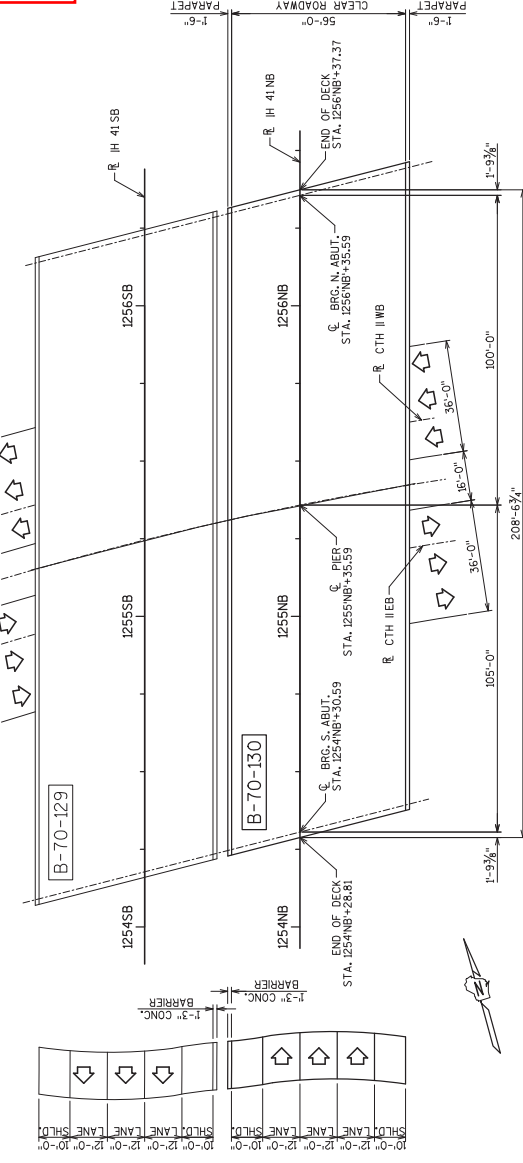 1'-6"
PARAPET
56'-0"
CLEAR ROADWAY
1'-6"
PARAPET
℞ IH 41 SB
℞ IH 41 NB
END OF DECK
STA. 1256'NB'+37.37
1256SB
1256NB
℄ BRG. N. ABUT.
STA. 1256'NB'+35.59
℞ CTH II WB
36'-0"
16'-0"
36'-0"
1'-9⅜"
100'-0"
208'-6¾"
105'-0"
1'-9⅜"
1255SB
1255NB
℄ PIER
STA. 1255'NB'+35.59
℞ CTH II EB
B-70-129
B-70-130
℄ BRG. S. ABUT.
STA. 1254'NB'+30.59
1254SB
1254NB
END OF DECK
STA. 1254'NB'+28.81
1'-3" CONC.
BARRIER
1'-3" CONC.
BARRIER
N
10'-0"
SHLD.
12'-0"
LANE
12'-0"
LANE
12'-0"
LANE
10'-0"
SHLD.
10'-0"
SHLD.
12'-0"
LANE
12'-0"
LANE
12'-0"
LANE
10'-0"
SHLD.